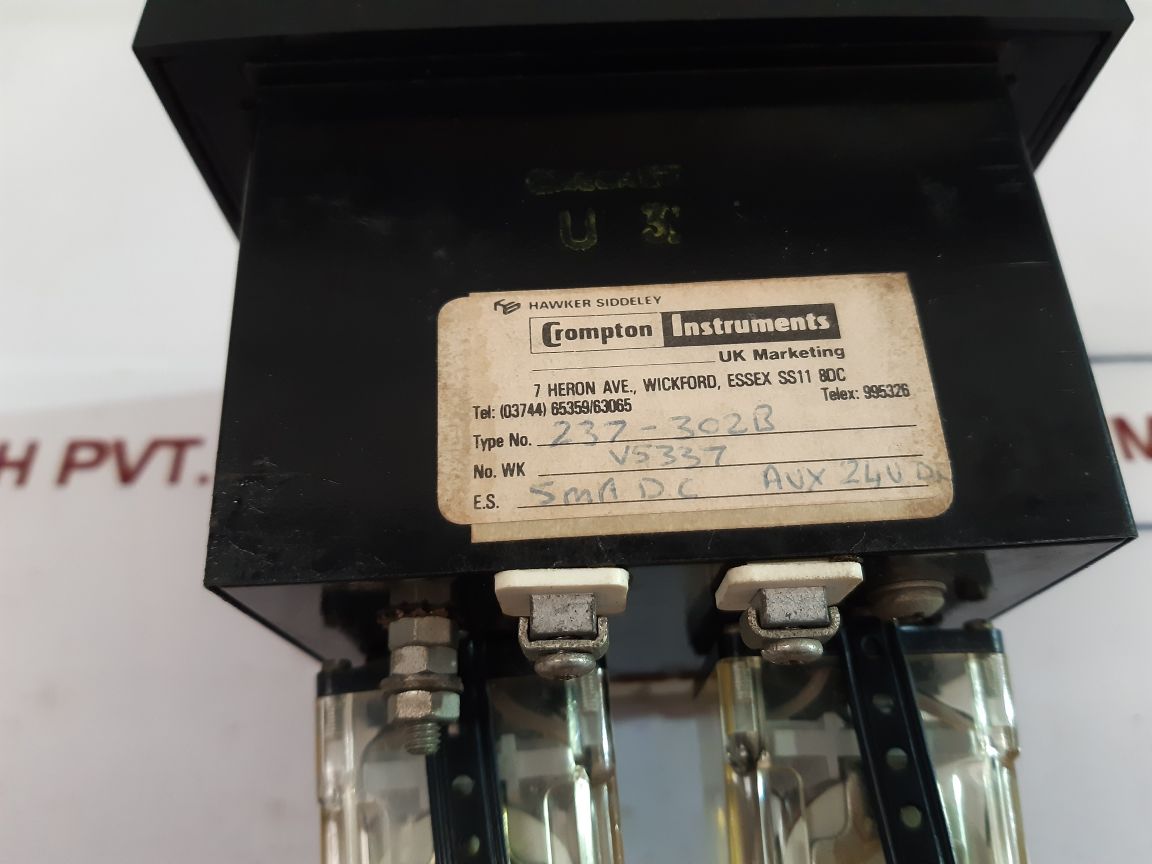 U
HAWKER SIDDELEY
Crompton Instruments
UK Marketing
7 HERON AVE., WICKFORD, ESSEX SS11 8DC
Tel: (03744) 65359/63065 Telex: 995326
Type No. 237-302B
No. WK V5337
E.S. 5mA D.C AUX 24V
H PVT.
N